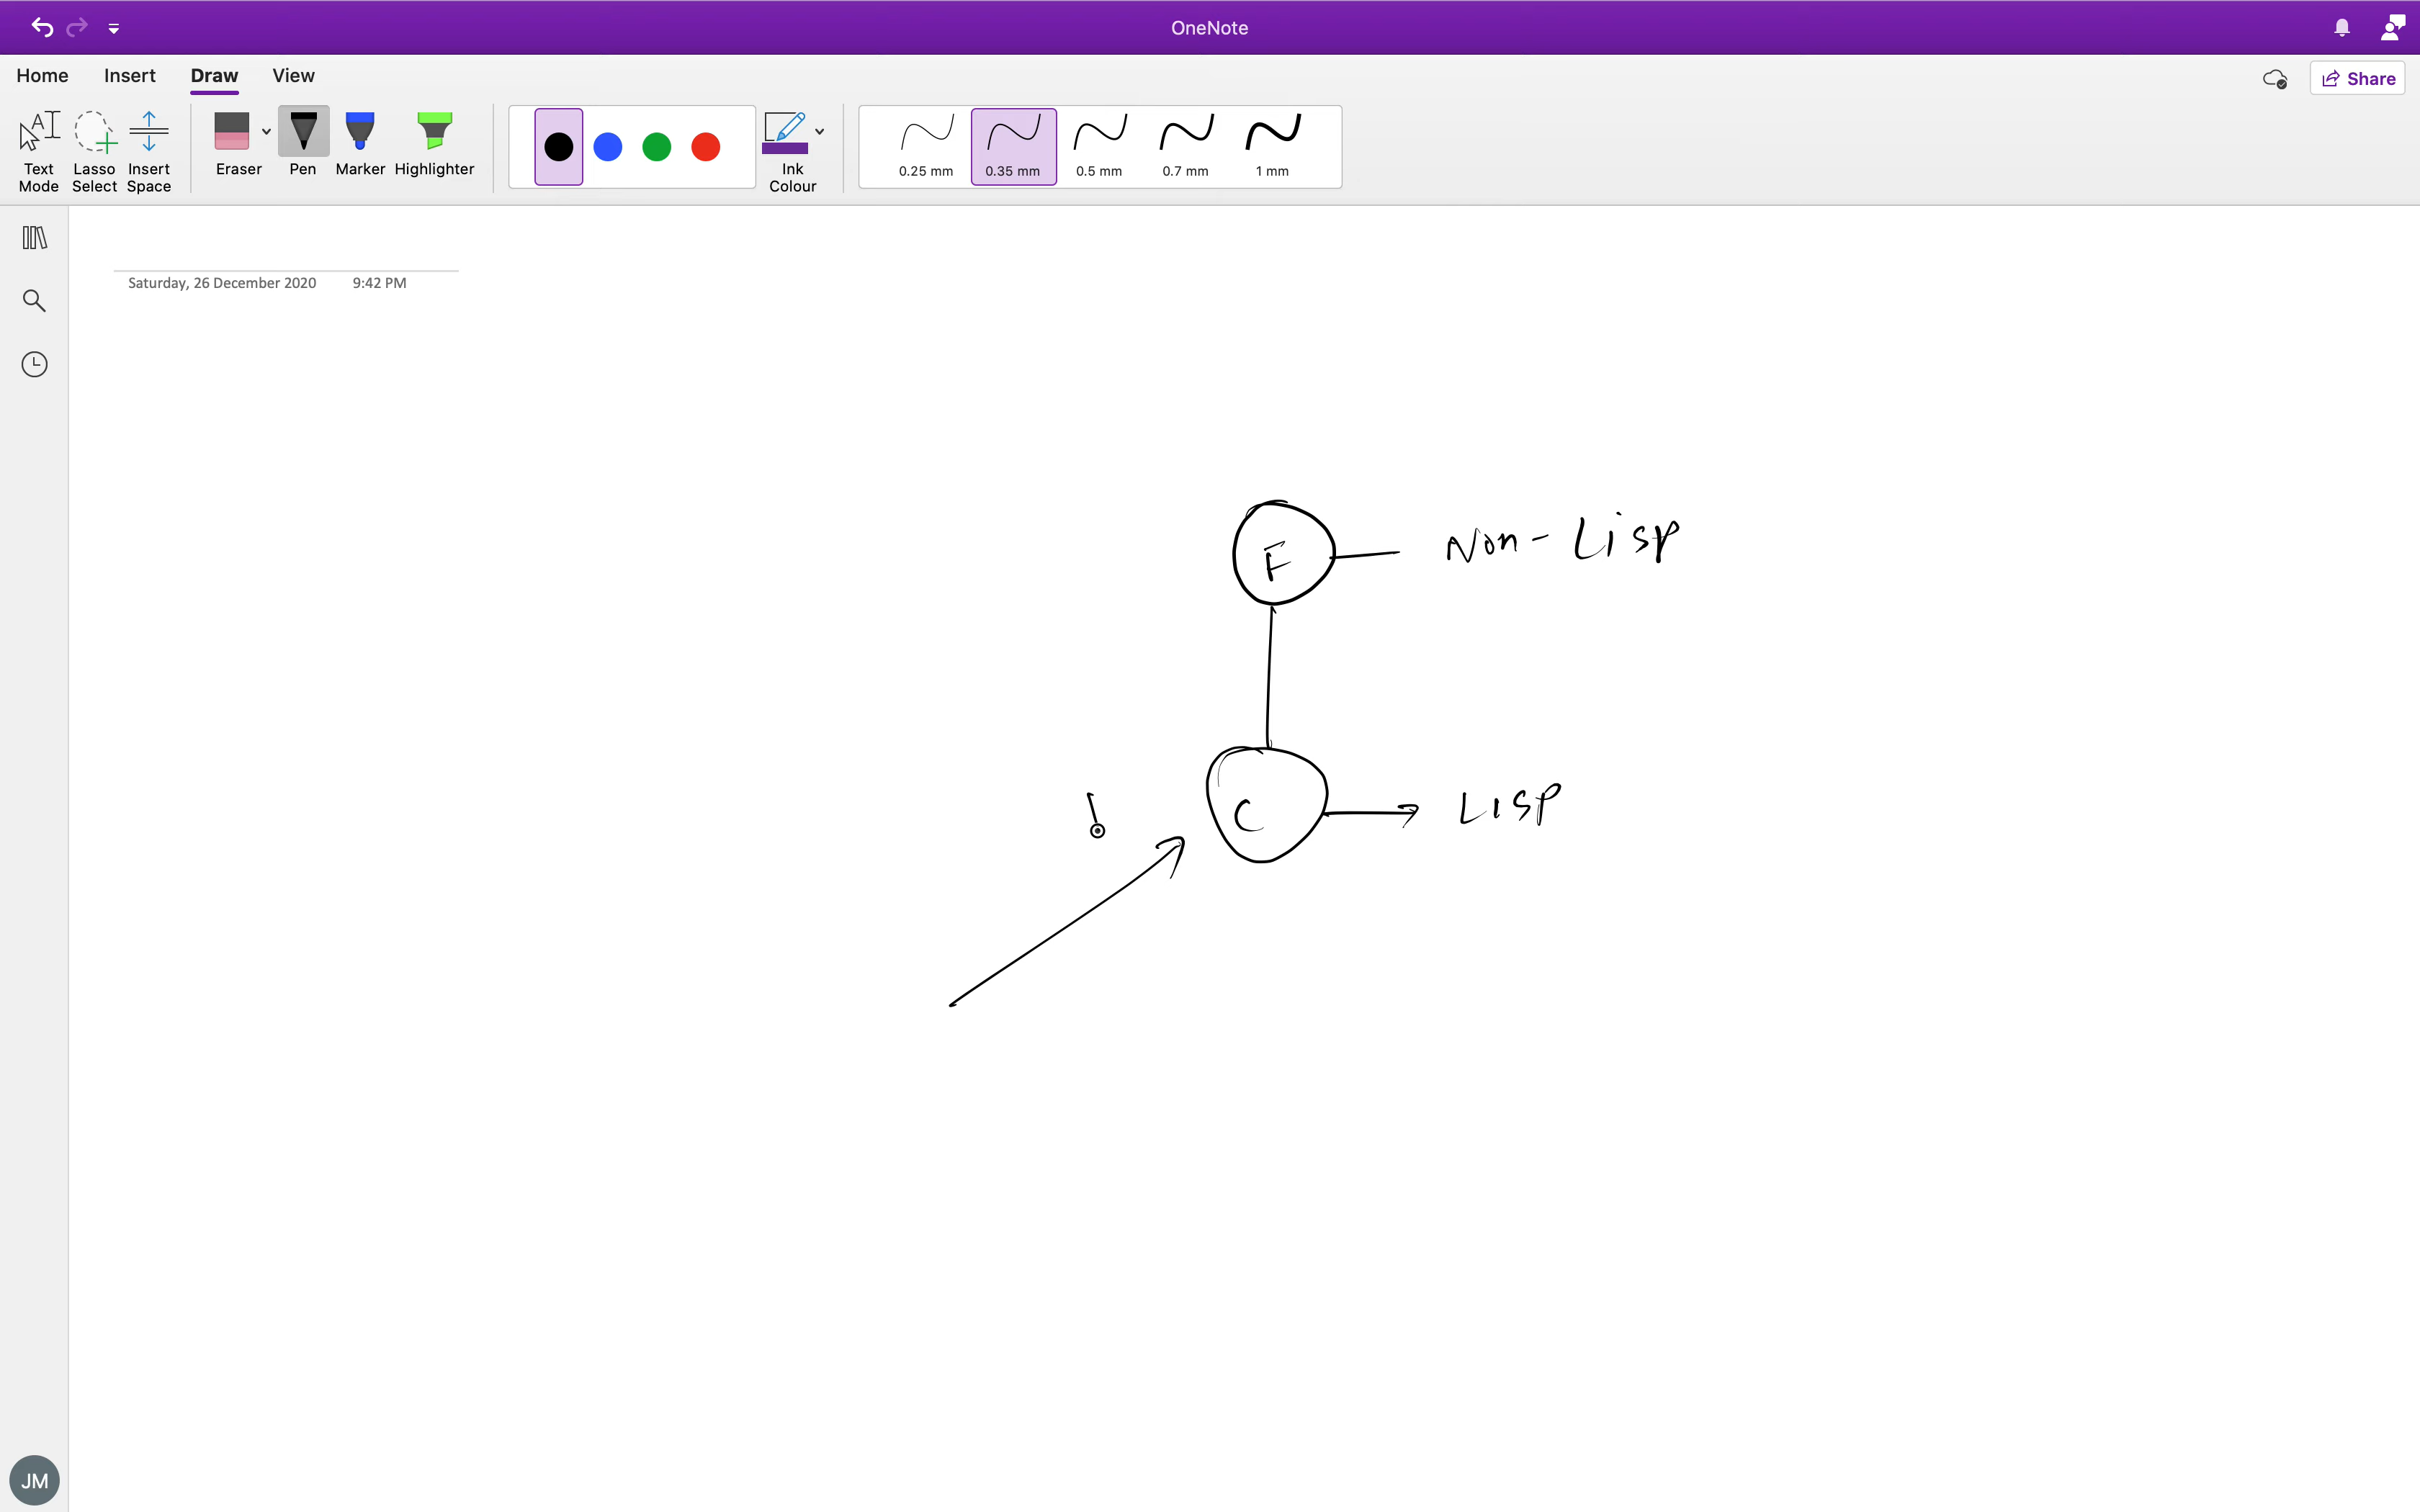 OneNote
Home Insert Draw View
Share
Text Mode
Lasso Select
Insert Space
Eraser
Pen
Marker
Highlighter
Ink Colour
0.25 mm
0.35 mm
0.5 mm
0.7 mm
1 mm
Saturday, 26 December 2020 9:42 PM
F Non-Lisp
C LISP
JM